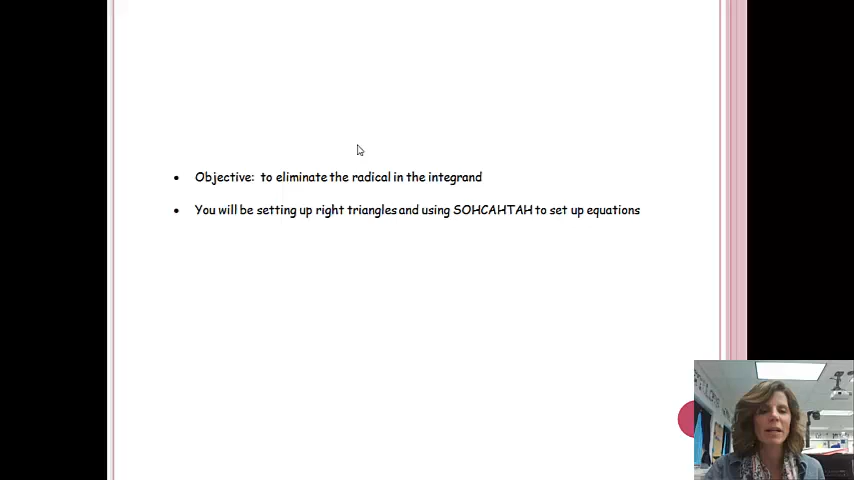 Objective: to eliminate the radical in the integrand
You will be setting up right triangles and using SOHCAHTAH to set up equations